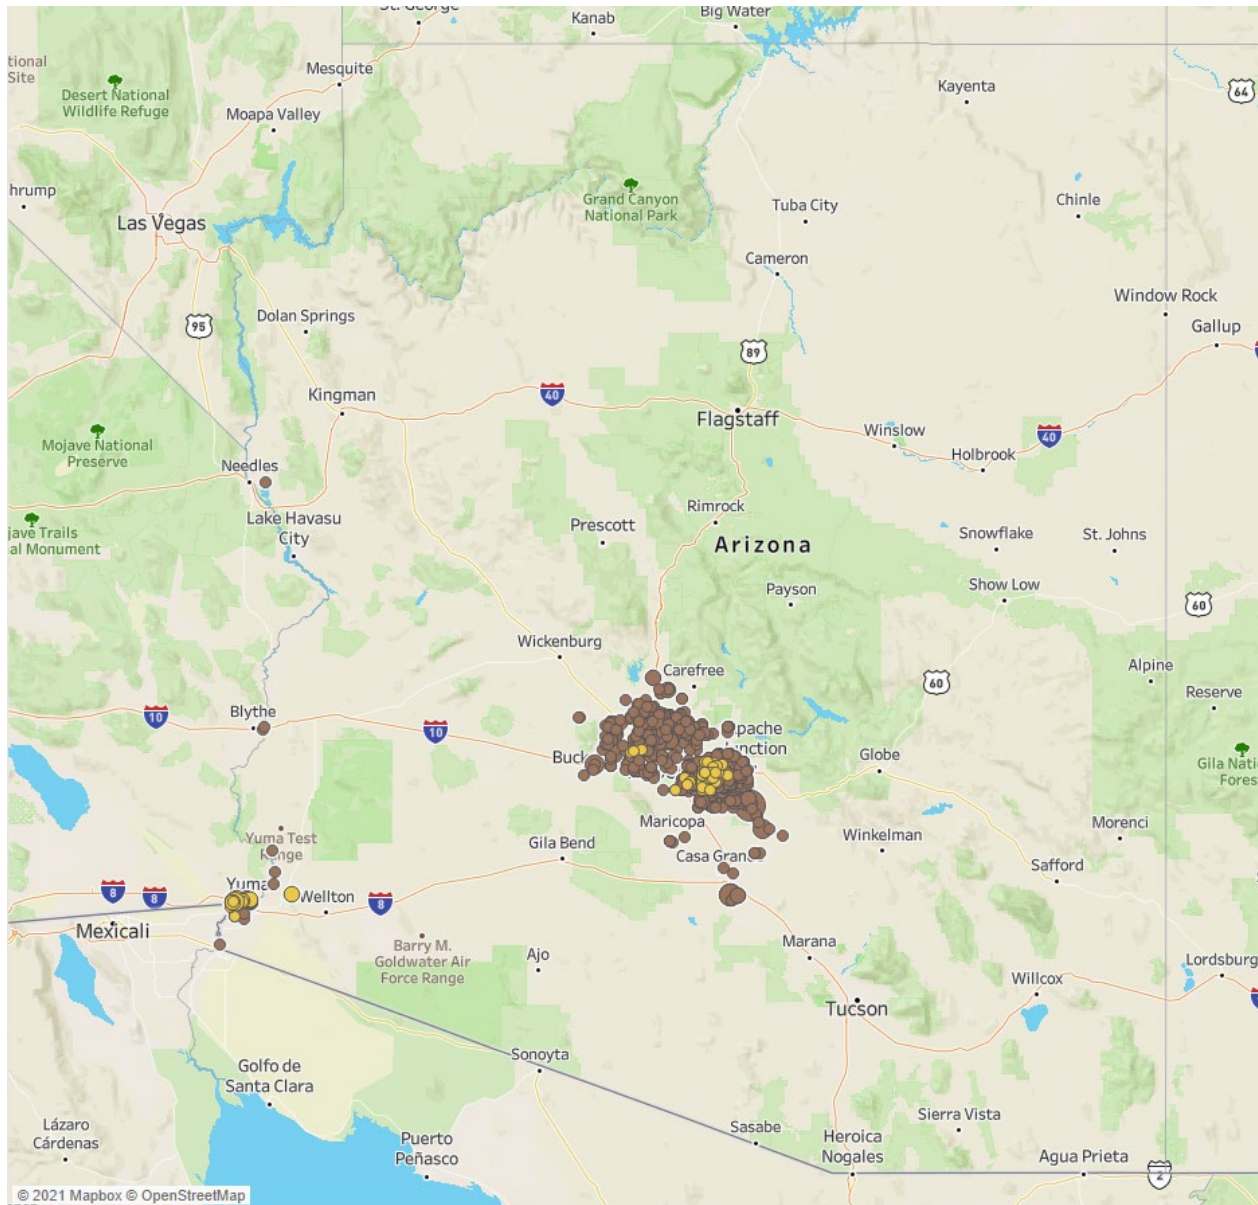 St. George
Kanab
Big Water
tional
Site
Mesquite
Kayenta
64
Desert National
Wildlife Refuge
Moapa Valley
hrump
Grand Canyon
National Park
Tuba City
Chinle
Las Vegas
Cameron
Window Rock
Dolan Springs
95
Gallup
89
Kingman
40
Flagstaff
Winslow
40
Mojave National
Preserve
Holbrook
Needles
Lake Havasu
City
Rimrock
jave Trails
al Monument
Prescott
Arizona
Snowflake
St. Johns
Payson
Show Low
60
Wickenburg
Carefree
60
Alpine
Reserve
Blythe
10
10
Buck
pache
unction
Globe
Gila Nati
Fores
Maricopa
Yuma Test
Range
Gila Bend
Casa Grand
Winkelman
Morenci
Safford
Yuma
8
8
Wellton
8
Mexicali
Barry M.
Goldwater Air
Force Range
Ajo
Marana
Lordsburg
Willcox
Tucson
Sonoyta
Golfo de
Santa Clara
Sierra Vista
Lázaro
Cárdenas
Puerto
Peñasco
Sasabe
Heroica
Nogales
Agua Prieta
2
© 2021 Mapbox © OpenStreetMap